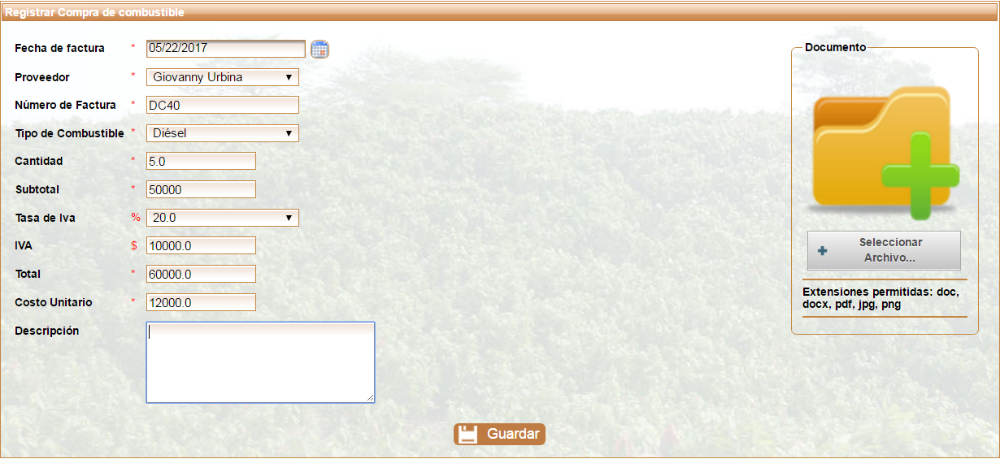 Registrar Compra de combustible
Fecha de factura * 05/22/2017
Proveedor * Giovanny Urbina
Número de Factura * DC40
Tipo de Combustible * Diésel
Cantidad * 5.0
Subtotal * 50000
Tasa de Iva % 20.0
IVA $ 10000.0
Total * 60000.0
Costo Unitario * 12000.0
Descripción
Documento
Seleccionar
Archivo...
Extensiones permitidas: doc,
docx, pdf, jpg, png
Guardar